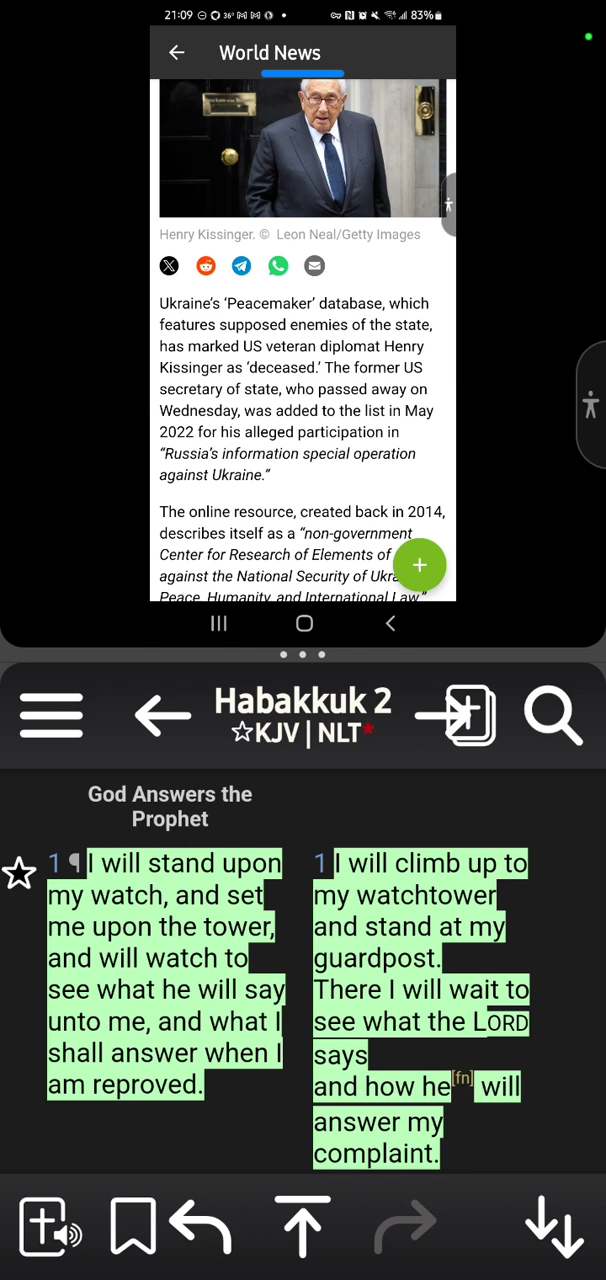 21:09 36° 83%
World News
Henry Kissinger. © Leon Neal/Getty Images
Ukraine's ‘Peacemaker’ database, which
features supposed enemies of the state,
has marked US veteran diplomat Henry
Kissinger as ‘deceased.’ The former US
secretary of state, who passed away on
Wednesday, was added to the list in May
2022 for his alleged participation in
“Russia's information special operation
against Ukraine.”
The online resource, created back in 2014,
describes itself as a “non-government
Center for Research of Elements of
against the National Security of
Peace, Humanity, and International Law,”
Habakkuk 2
☆KJV | NLT*
God Answers the
Prophet
1 ¶ I will stand upon
my watch, and set
me upon the tower,
and will watch to
see what he will say
unto me, and what I
shall answer when I
am reproved.
1 I will climb up to
my watchtower
and stand at my
guardpost.
There I will wait to
see what the LORD
says
and how he[fn] will
answer my
complaint.